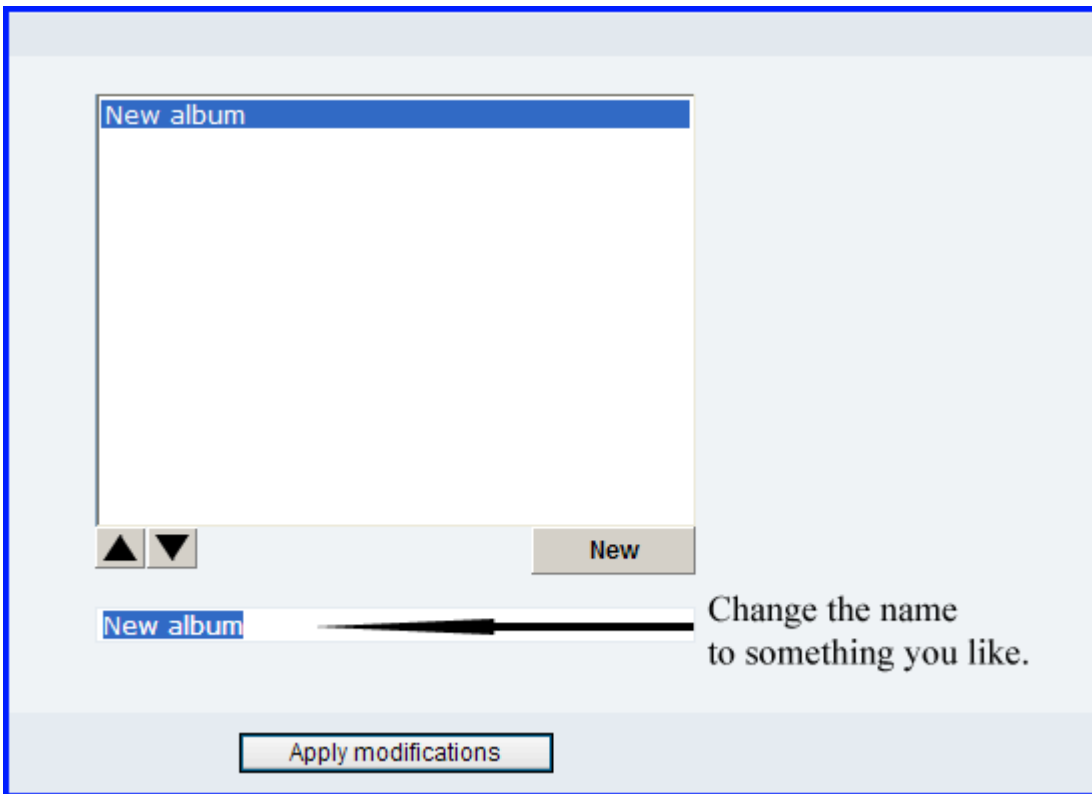 New album
New
New album
Change the name
to something you like.
Apply modifications